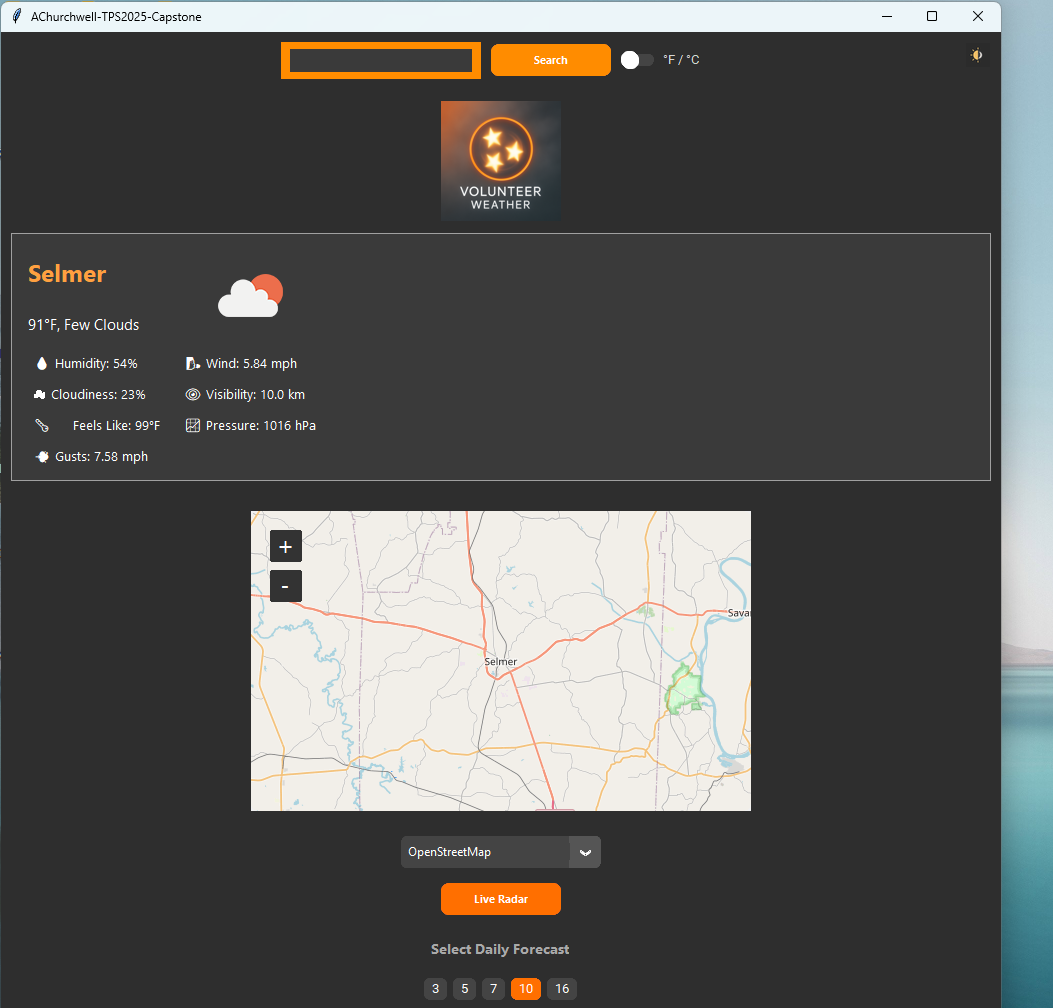 AChurchwell-TPS2025-Capstone
Search
°F / °C
VOLUNTEER
WEATHER
Selmer
91°F, Few Clouds
Humidity: 54% Wind: 5.84 mph
Cloudiness: 23% Visibility: 10.0 km
Feels Like: 99°F Pressure: 1016 hPa
Gusts: 7.58 mph
+
-
Savan
Selmer
OpenStreetMap
Live Radar
Select Daily Forecast
3 5 7 10 16